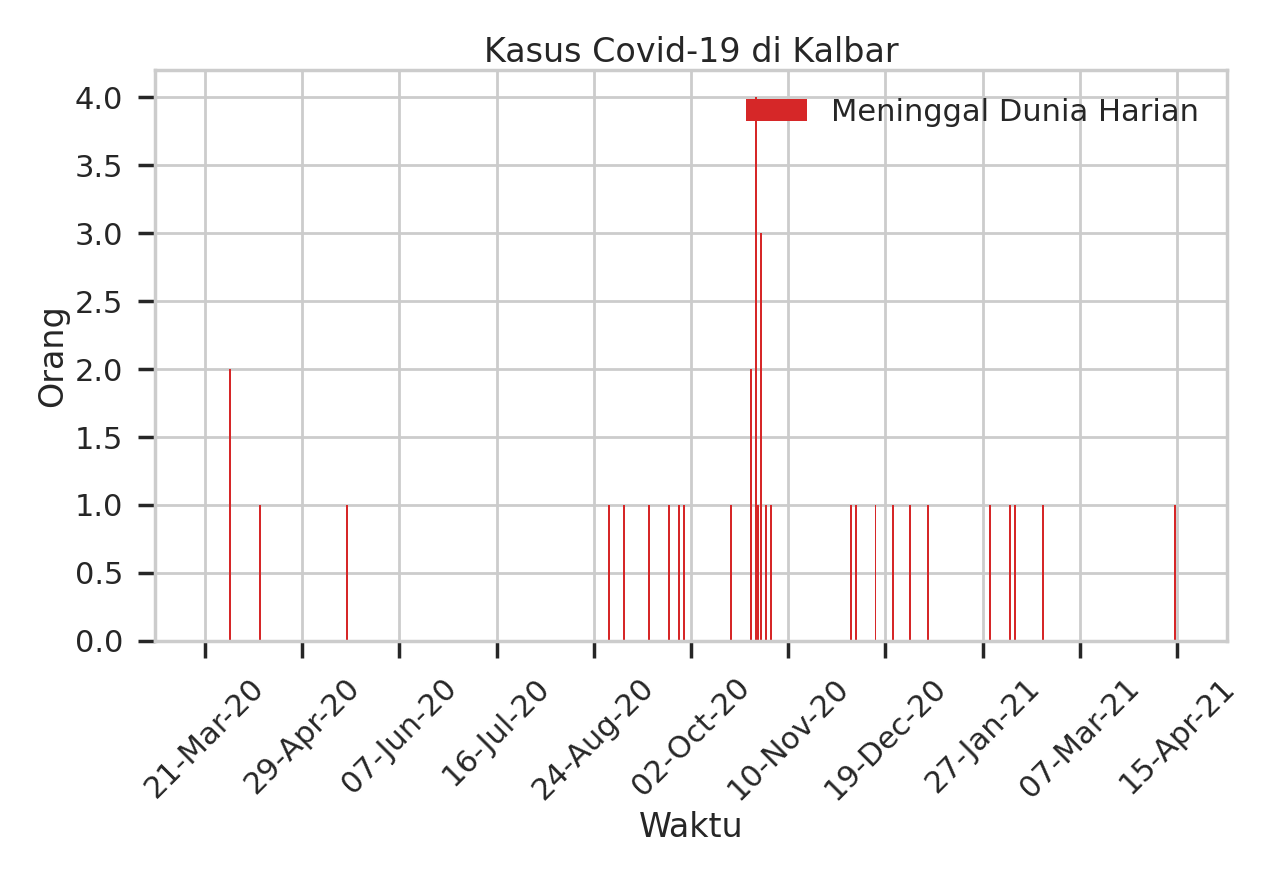 Kasus Covid-19 di Kalbar
Meninggal Dunia Harian
Orang
4.0
3.5
3.0
2.5
2.0
1.5
1.0
0.5
0.0
21-Mar-20
29-Apr-20
07-Jun-20
16-Jul-20
24-Aug-20
02-Oct-20
10-Nov-20
19-Dec-20
27-Jan-21
07-Mar-21
15-Apr-21
Waktu